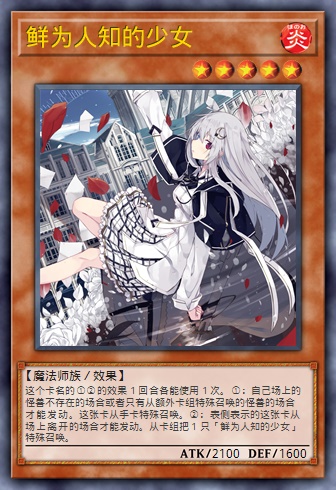 鲜为人知的少女
炎
【魔法师族／效果】
这个卡名的①②的效果１回合各能使用１次。①：自己场上的
怪兽不存在的场合或者只有从额外卡组特殊召唤的怪兽的场合
才能发动。这张卡从手卡特殊召唤。②：表侧表示的这张卡从
场上离开的场合才能发动。从卡组把１只「鲜为人知的少女」
特殊召唤。
ATK/2100 DEF/1600